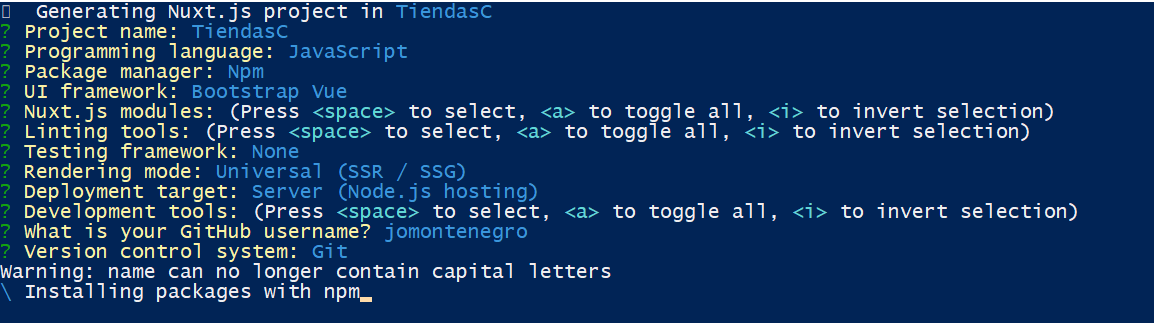 Generating Nuxt.js project in TiendasC
? Project name: TiendasC
? Programming language: JavaScript
? Package manager: Npm
? UI framework: Bootstrap Vue
? Nuxt.js modules: (Press <space> to select, <a> to toggle all, <i> to invert selection)
? Linting tools: (Press <space> to select, <a> to toggle all, <i> to invert selection)
? Testing framework: None
? Rendering mode: Universal (SSR / SSG)
? Deployment target: Server (Node.js hosting)
? Development tools: (Press <space> to select, <a> to toggle all, <i> to invert selection)
? What is your GitHub username? jomontenegro
? Version control system: Git
Warning: name can no longer contain capital letters
\ Installing packages with npm